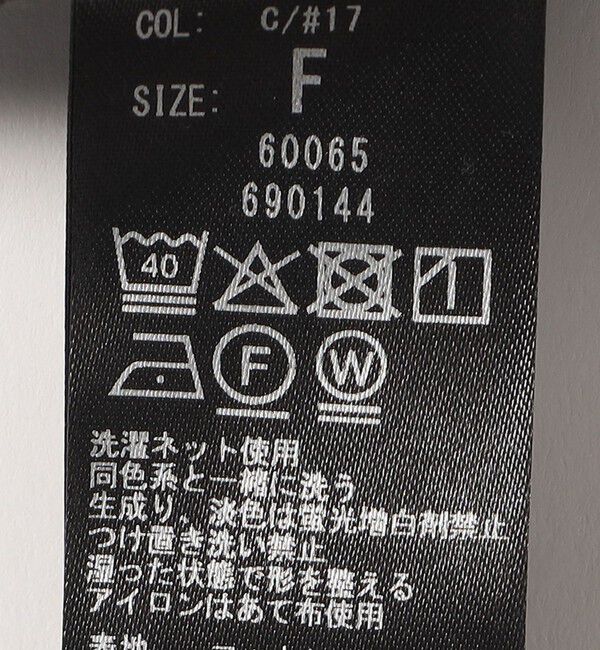 COL: C/#17
SIZE: F
60065
690144
40
F W
洗濯ネット使用
同色系と一緒に洗う
生成り、淡色は蛍光増白剤禁止
つけ置き洗い禁止
湿った状態で形を整える
アイロンはあて布使用
表地